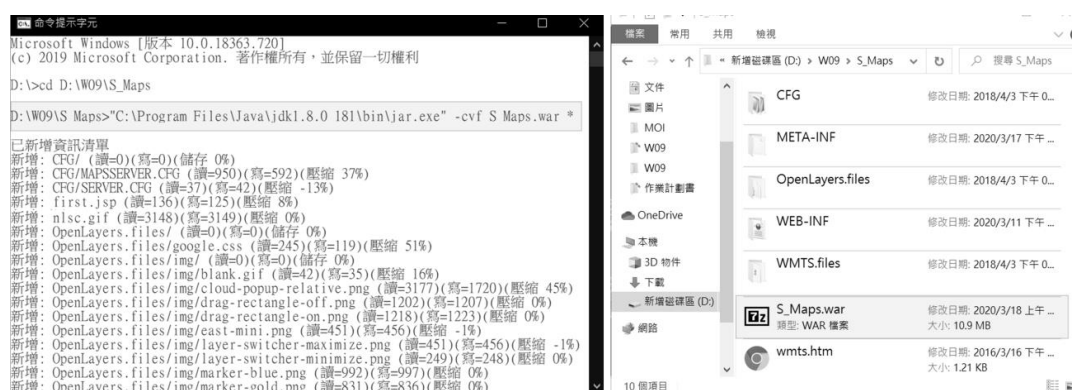 命令提示字元
Microsoft Windows [版本 10.0.18363.720]
(c) 2019 Microsoft Corporation. 著作權所有，並保留一切權利
D:\>cd D:\W09\S_Maps
D:\W09\S_Maps>"C:\Program Files\Java\jdk1.8.0_181\bin\jar.exe" -cvf S_Maps.war *
已新增資訊清單
新增: CFG/ (讀=0)(寫=0)(儲存 0%)
新增: CFG/MAPSSERVER.CFG (讀=950)(寫=592)(壓縮 37%)
新增: CFG/SERVER.CFG (讀=37)(寫=42)(壓縮 -13%)
新增: first.jsp (讀=136)(寫=125)(壓縮 8%)
新增: nlsc.gif (讀=3148)(寫=3149)(壓縮 0%)
新增: OpenLayers.files/ (讀=0)(寫=0)(儲存 0%)
新增: OpenLayers.files/google.css (讀=245)(寫=119)(壓縮 51%)
新增: OpenLayers.files/img/ (讀=0)(寫=0)(儲存 0%)
新增: OpenLayers.files/img/blank.gif (讀=42)(寫=35)(壓縮 16%)
新增: OpenLayers.files/img/cloud-popup-relative.png (讀=3177)(寫=1720)(壓縮 45%)
新增: OpenLayers.files/img/drag-rectangle-off.png (讀=1202)(寫=1207)(壓縮 0%)
新增: OpenLayers.files/img/drag-rectangle-on.png (讀=1218)(寫=1223)(壓縮 0%)
新增: OpenLayers.files/img/east-mini.png (讀=451)(寫=456)(壓縮 -1%)
新增: OpenLayers.files/img/layer-switcher-maximize.png (讀=451)(寫=456)(壓縮 -1%)
新增: OpenLayers.files/img/layer-switcher-minimize.png (讀=249)(寫=248)(壓縮 0%)
新增: OpenLayers.files/img/marker-blue.png (讀=992)(寫=997)(壓縮 0%)
新增: OpenLayers.files/img/marker-gold.png (讀=831)(寫=836)(壓縮 0%)
檔案 常用 共用 檢視
« 新增磁碟區 (D:) > W09 > S_Maps
搜尋 S_Maps
文件
圖片
MOI
W09
W09
作業計劃書
OneDrive
本機
3D 物件
下載
新增磁碟區 (D:)
網路
CFG 修改日期: 2018/4/3 下午 0...
META-INF 修改日期: 2020/3/17 下午 ...
OpenLayers.files 修改日期: 2018/4/3 下午 0...
WEB-INF 修改日期: 2020/3/11 下午 ...
WMTS.files 修改日期: 2018/4/3 下午 0...
S_Maps.war 修改日期: 2020/3/18 上午 ...
類型: WAR 檔案 大小: 10.9 MB
wmts.htm 修改日期: 2016/3/16 下午 ...
大小: 1.21 KB
10 個項目